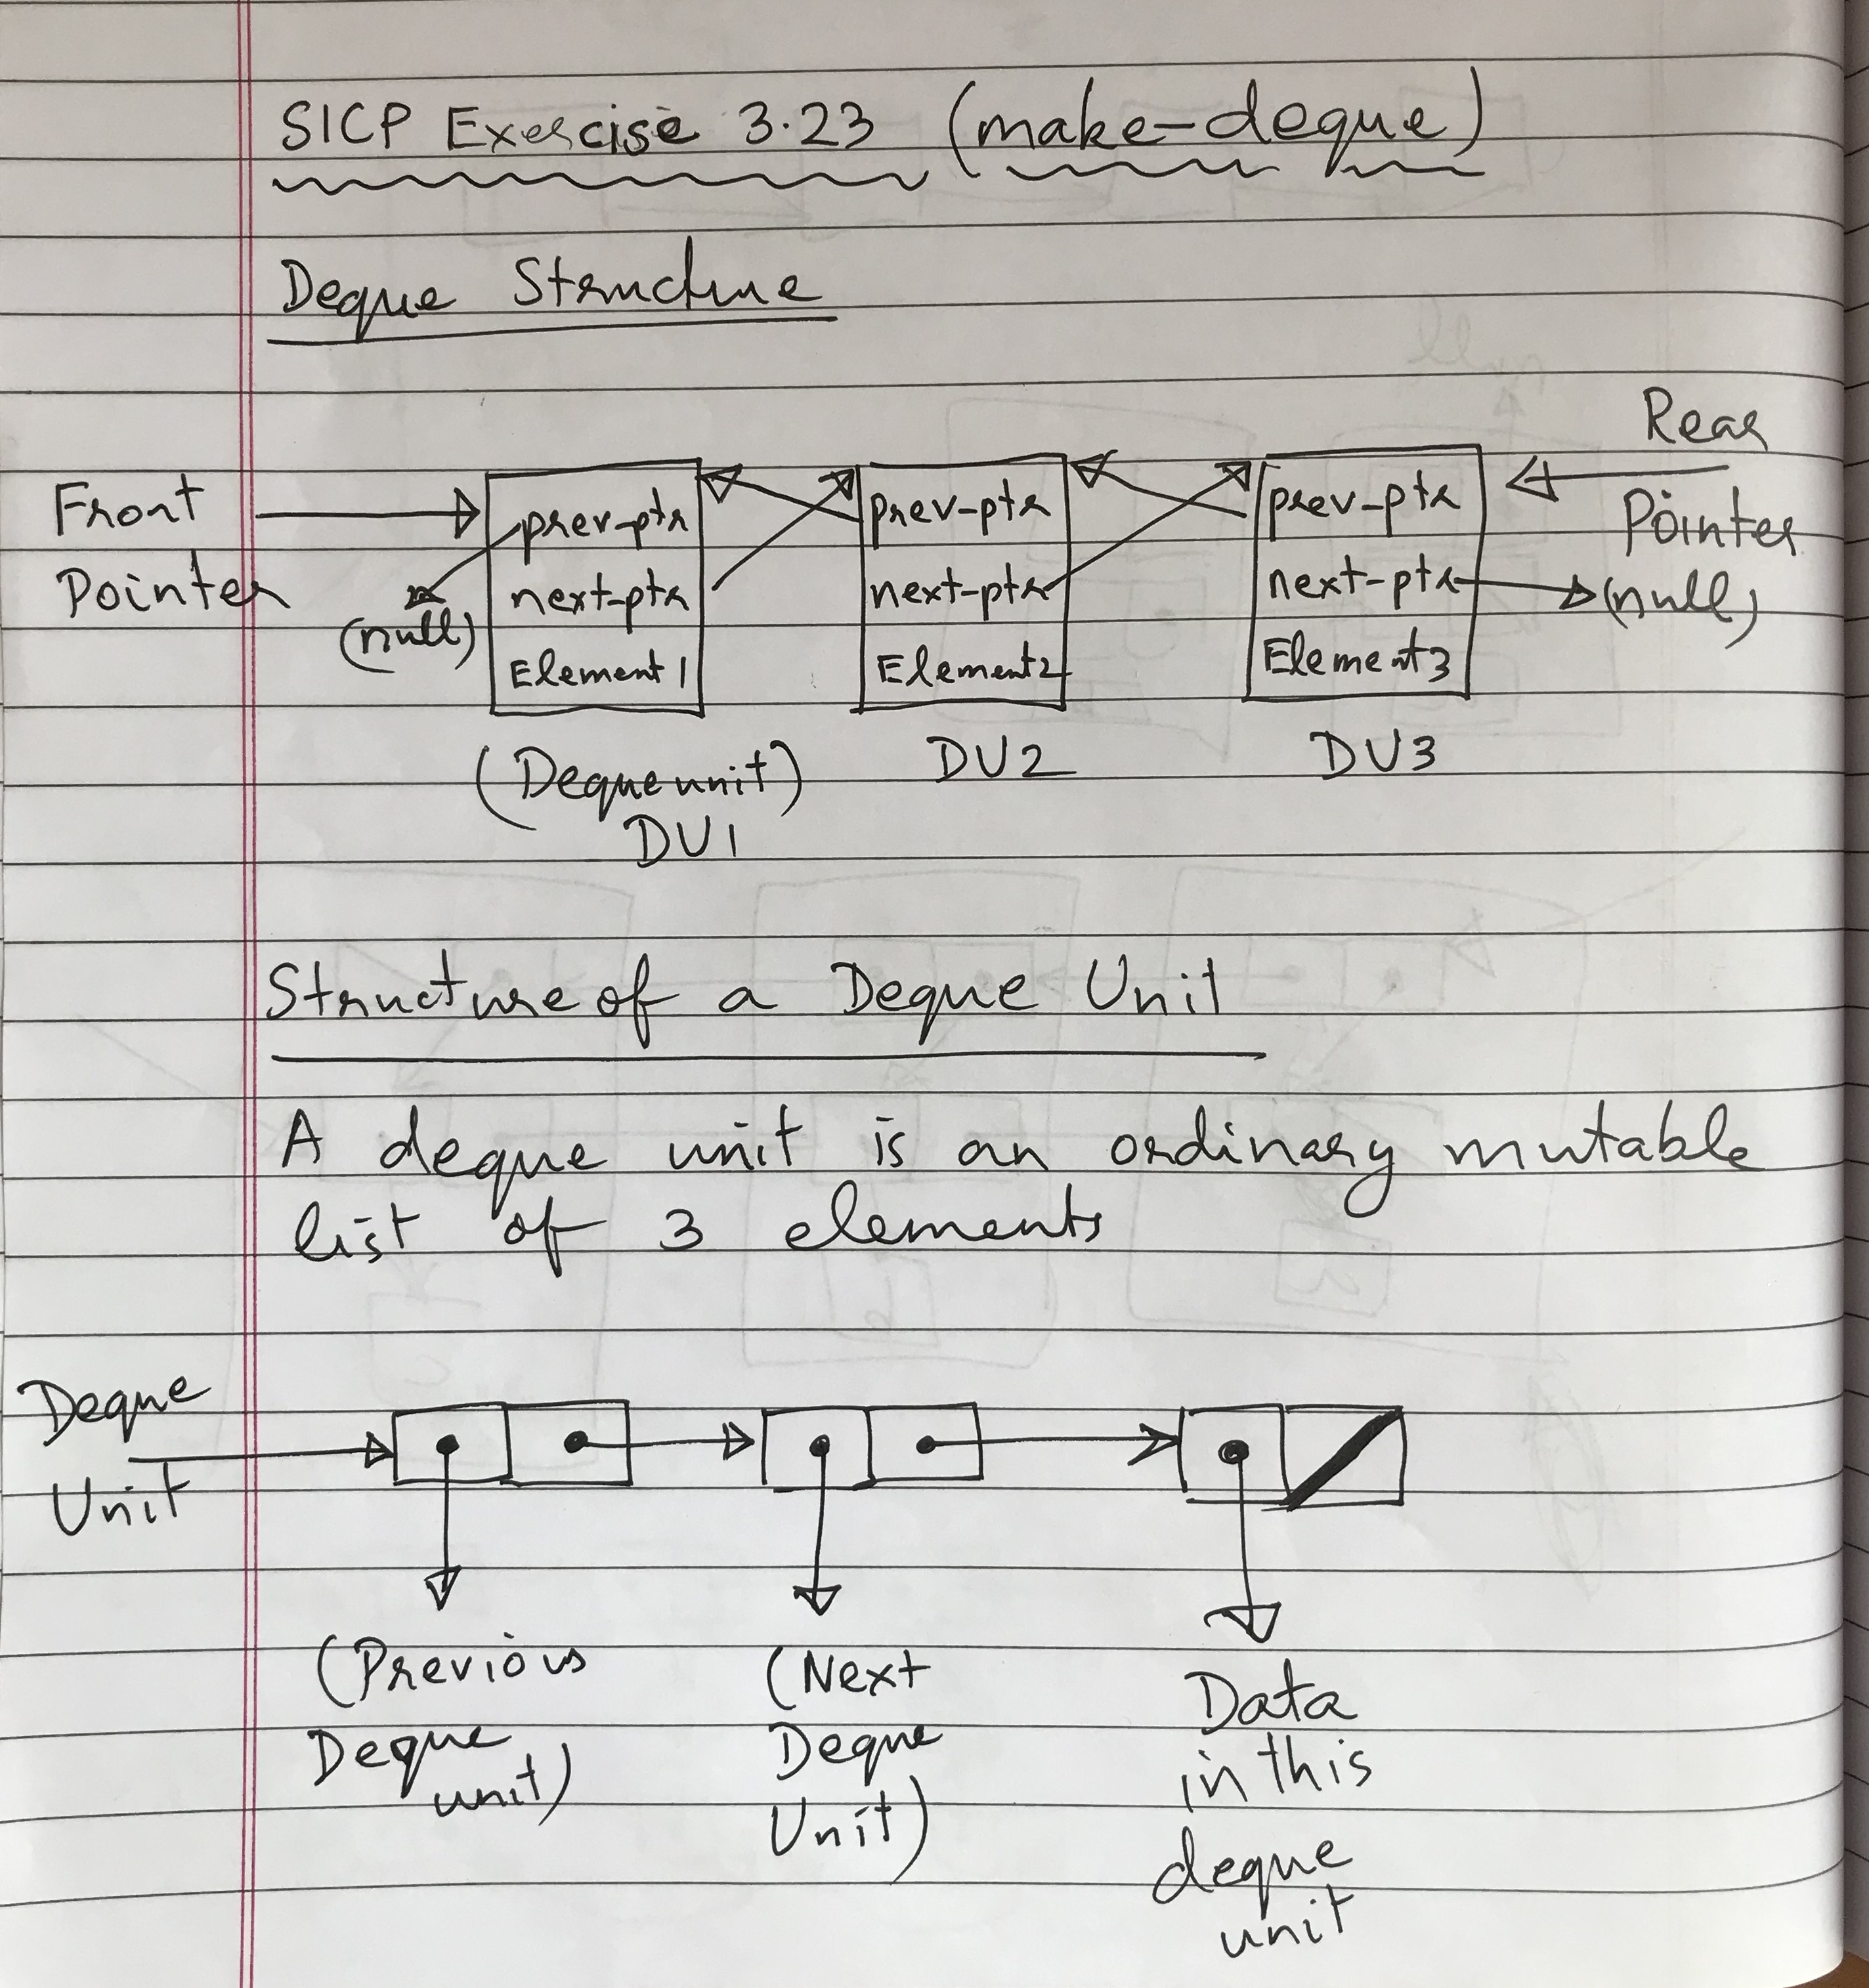 SICP Exercise 3.23 (make-deque)
Deque Structure
Front
Pointer
(null)
prev-ptr
next-ptr
Element1
prev-ptr
next-ptr
Element2
prev-ptr
next-ptr
Element3
Rear
Pointer
(null)
(Deque unit)
DU1
DU2
DU3
Structure of a Deque Unit
A deque unit is an ordinary mutable
list of 3 elements
Deque
Unit
(Previous
Deque
unit)
(Next
Deque
Unit)
Data
in this
deque
unit